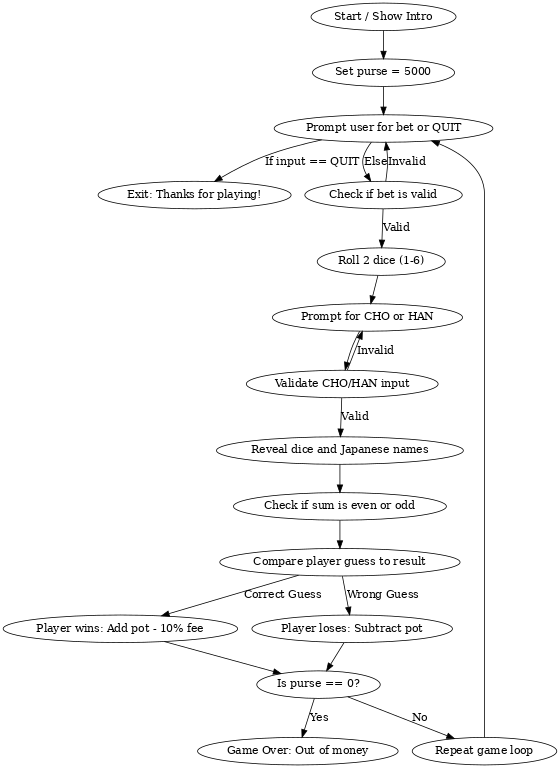 Start / Show Intro
Set purse = 5000
Prompt user for bet or QUIT
If input == QUIT
Else
Invalid
Exit: Thanks for playing!
Check if bet is valid
Valid
Roll 2 dice (1-6)
Prompt for CHO or HAN
Invalid
Validate CHO/HAN input
Valid
Reveal dice and Japanese names
Check if sum is even or odd
Compare player guess to result
Correct Guess
Wrong Guess
Player wins: Add pot - 10% fee
Player loses: Subtract pot
Is purse == 0?
Yes
No
Game Over: Out of money
Repeat game loop